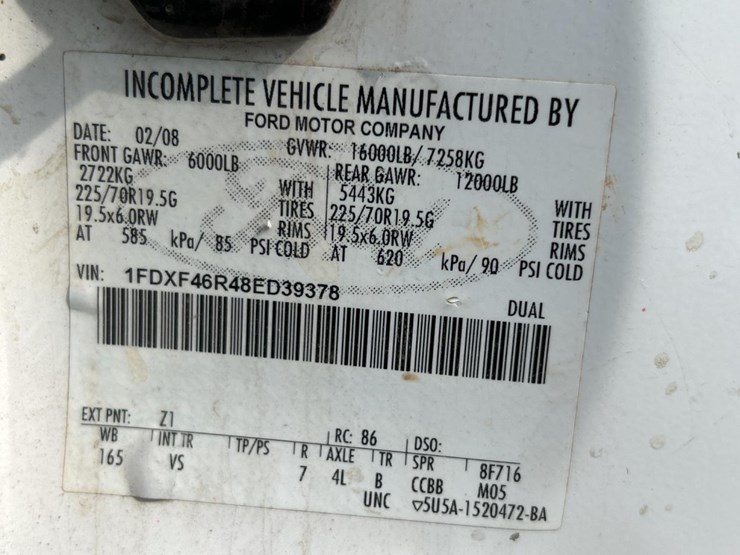 INCOMPLETE VEHICLE MANUFACTURED BY
FORD MOTOR COMPANY
DATE: 02/08 GVWR: 16000LB/ 7258KG
FRONT GAWR: 6000LB REAR GAWR: 12000LB
2722KG WITH 5443KG WITH
225/70R19.5G TIRES 225/70R19.5G TIRES
19.5x6.0RW RIMS 19.5x6.0RW RIMS
AT 585 kPa/ 85 PSI COLD AT 620 kPa/ 90 PSI COLD
VIN: 1FDXF46R48ED39378 DUAL
EXT PNT: Z1 RC: 86 DSO:
WB INT TR TP/PS R AXLE TR SPR 8F716
165 VS 7 4L B CCBB M05
UNC ▽5U5A-1520472-BA